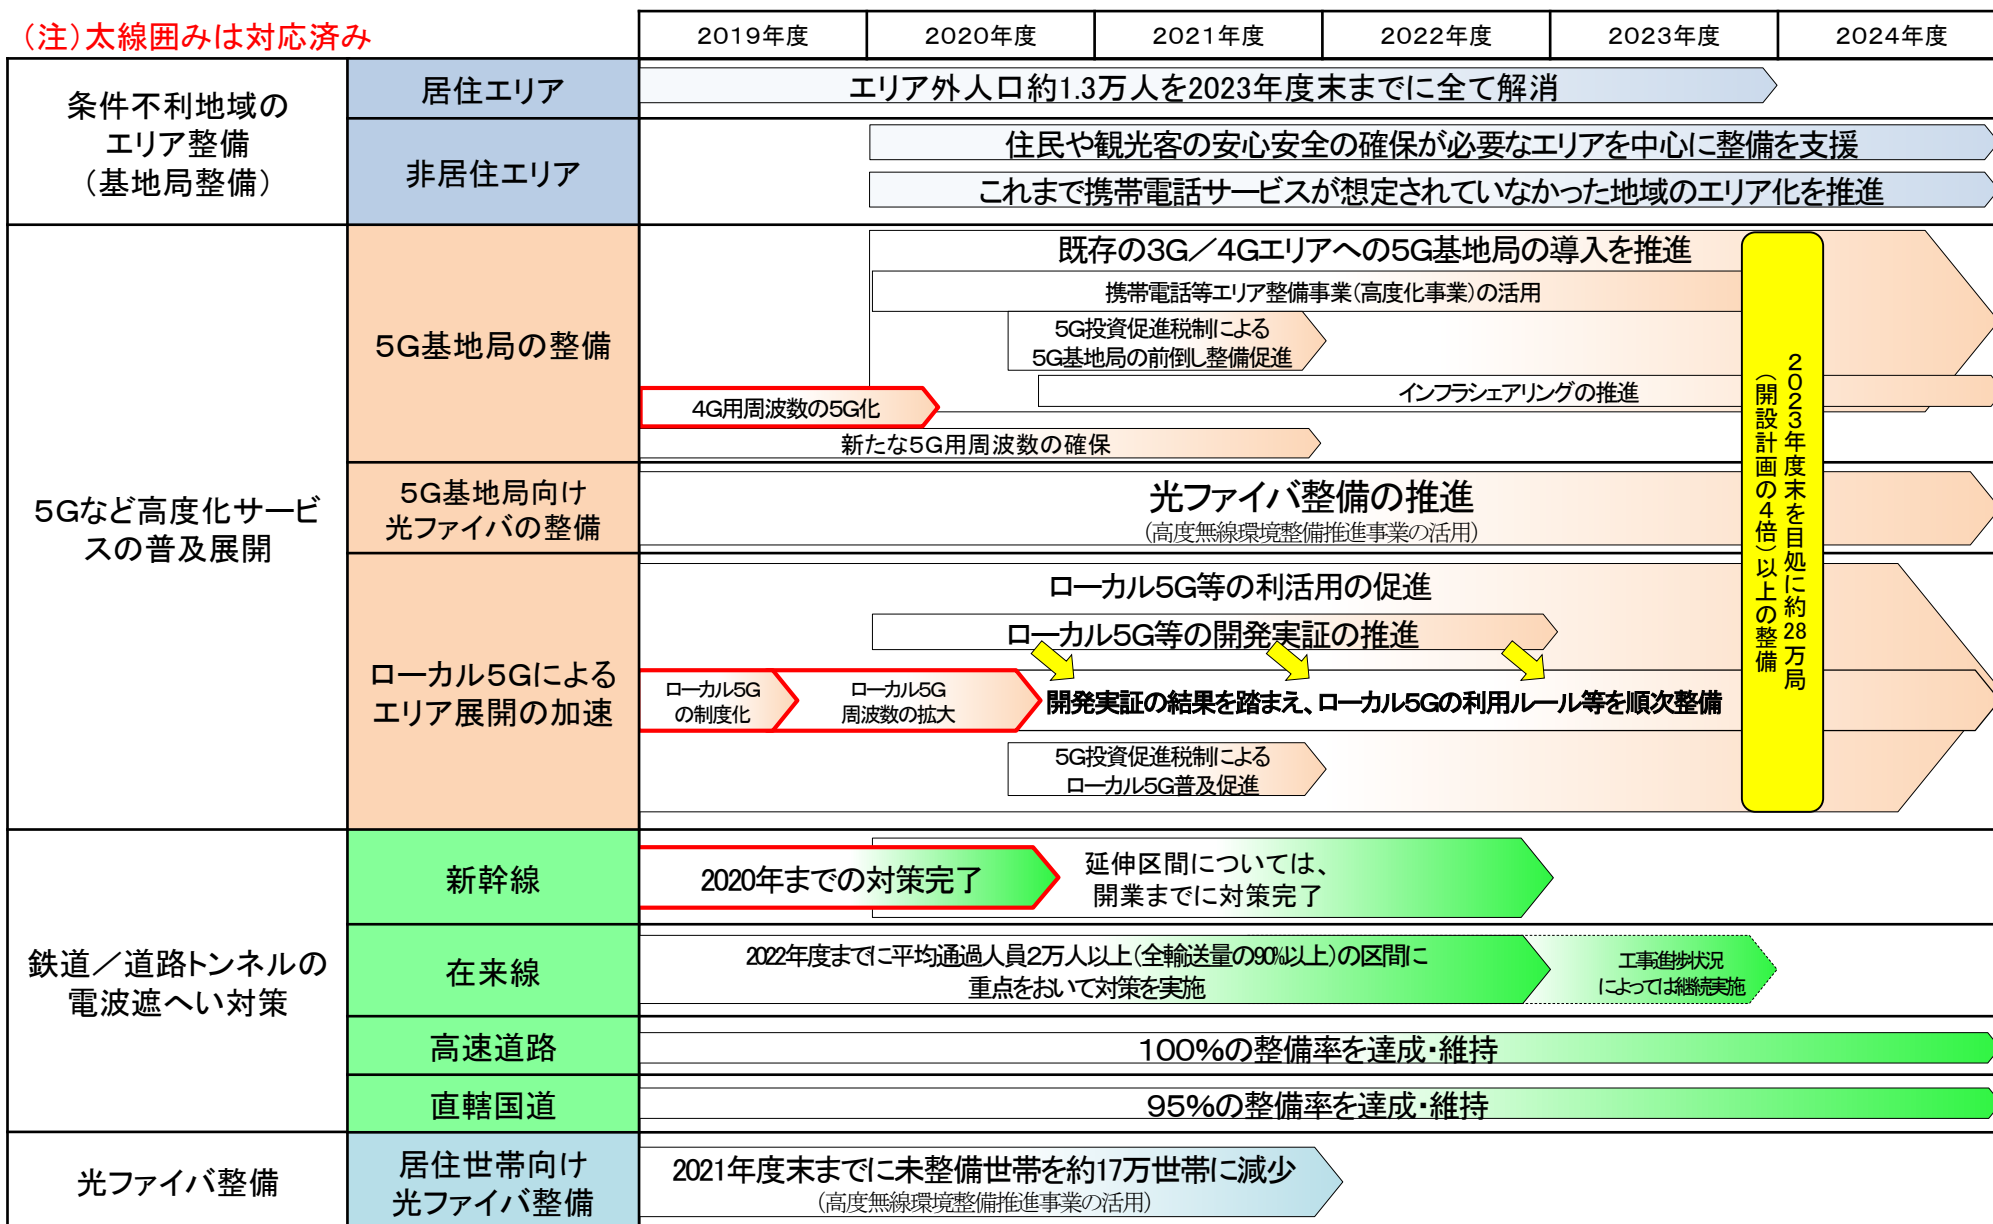 （注）太線囲みは対応済み
2019年度
2020年度
2021年度
2022年度
2023年度
2024年度
条件不利地域の
エリア整備
（基地局整備）
居住エリア
エリア外人口約1.3万人を2023年度末までに全て解消
非居住エリア
住民や観光客の安心安全の確保が必要なエリアを中心に整備を支援
これまで携帯電話サービスが想定されていなかった地域のエリア化を推進
5Gなど高度化サービ
スの普及展開
5G基地局の整備
既存の3G／4Gエリアへの5G基地局の導入を推進
携帯電話等エリア整備事業（高度化事業）の活用
5G投資促進税制による
5G基地局の前倒し整備促進
インフラシェアリングの推進
4G用周波数の5G化
新たな5G用周波数の確保
2023年度末を目処に約28万局
（開設計画の4倍）以上の整備
5G基地局向け
光ファイバの整備
光ファイバ整備の推進
（高度無線環境整備推進事業の活用）
ローカル5Gによる
エリア展開の加速
ローカル5G等の利活用の促進
ローカル5G等の開発実証の推進
ローカル5G
の制度化
ローカル5G
周波数の拡大
開発実証の結果を踏まえ、ローカル5Gの利用ルール等を順次整備
5G投資促進税制による
ローカル5G普及促進
鉄道／道路トンネルの
電波遮へい対策
新幹線
2020年までの対策完了
延伸区間については、
開業までに対策完了
在来線
2022年度までに平均通過人員2万人以上（全輸送量の90%以上）の区間に
重点をおいて対策を実施
工事進捗状況
によっては継続実施
高速道路
100%の整備率を達成・維持
直轄国道
95%の整備率を達成・維持
光ファイバ整備
居住世帯向け
光ファイバ整備
2021年度末までに未整備世帯を約17万世帯に減少
（高度無線環境整備推進事業の活用）